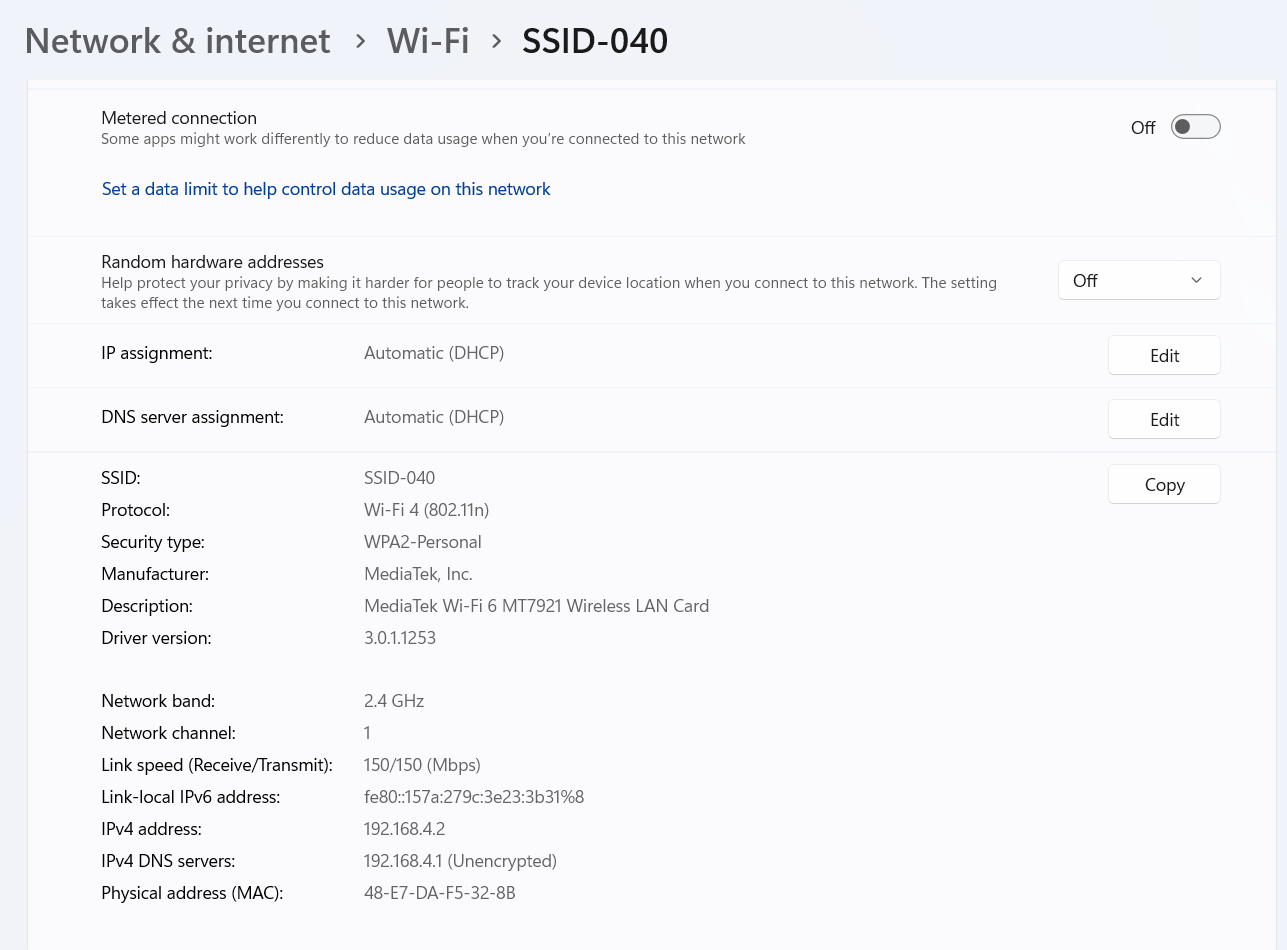 Network & internet > Wi-Fi > SSID-040
Metered connection
Some apps might work differently to reduce data usage when you're connected to this network
Off
Set a data limit to help control data usage on this network
Random hardware addresses
Help protect your privacy by making it harder for people to track your device location when you connect to this network. The setting
takes effect the next time you connect to this network.
Off
IP assignment: Automatic (DHCP) Edit
DNS server assignment: Automatic (DHCP) Edit
SSID: SSID-040 Copy
Protocol: Wi-Fi 4 (802.11n)
Security type: WPA2-Personal
Manufacturer: MediaTek, Inc.
Description: MediaTek Wi-Fi 6 MT7921 Wireless LAN Card
Driver version: 3.0.1.1253
Network band: 2.4 GHz
Network channel: 1
Link speed (Receive/Transmit): 150/150 (Mbps)
Link-local IPv6 address: fe80::157a:279c:3e23:3b31%8
IPv4 address: 192.168.4.2
IPv4 DNS servers: 192.168.4.1 (Unencrypted)
Physical address (MAC): 48-E7-DA-F5-32-8B